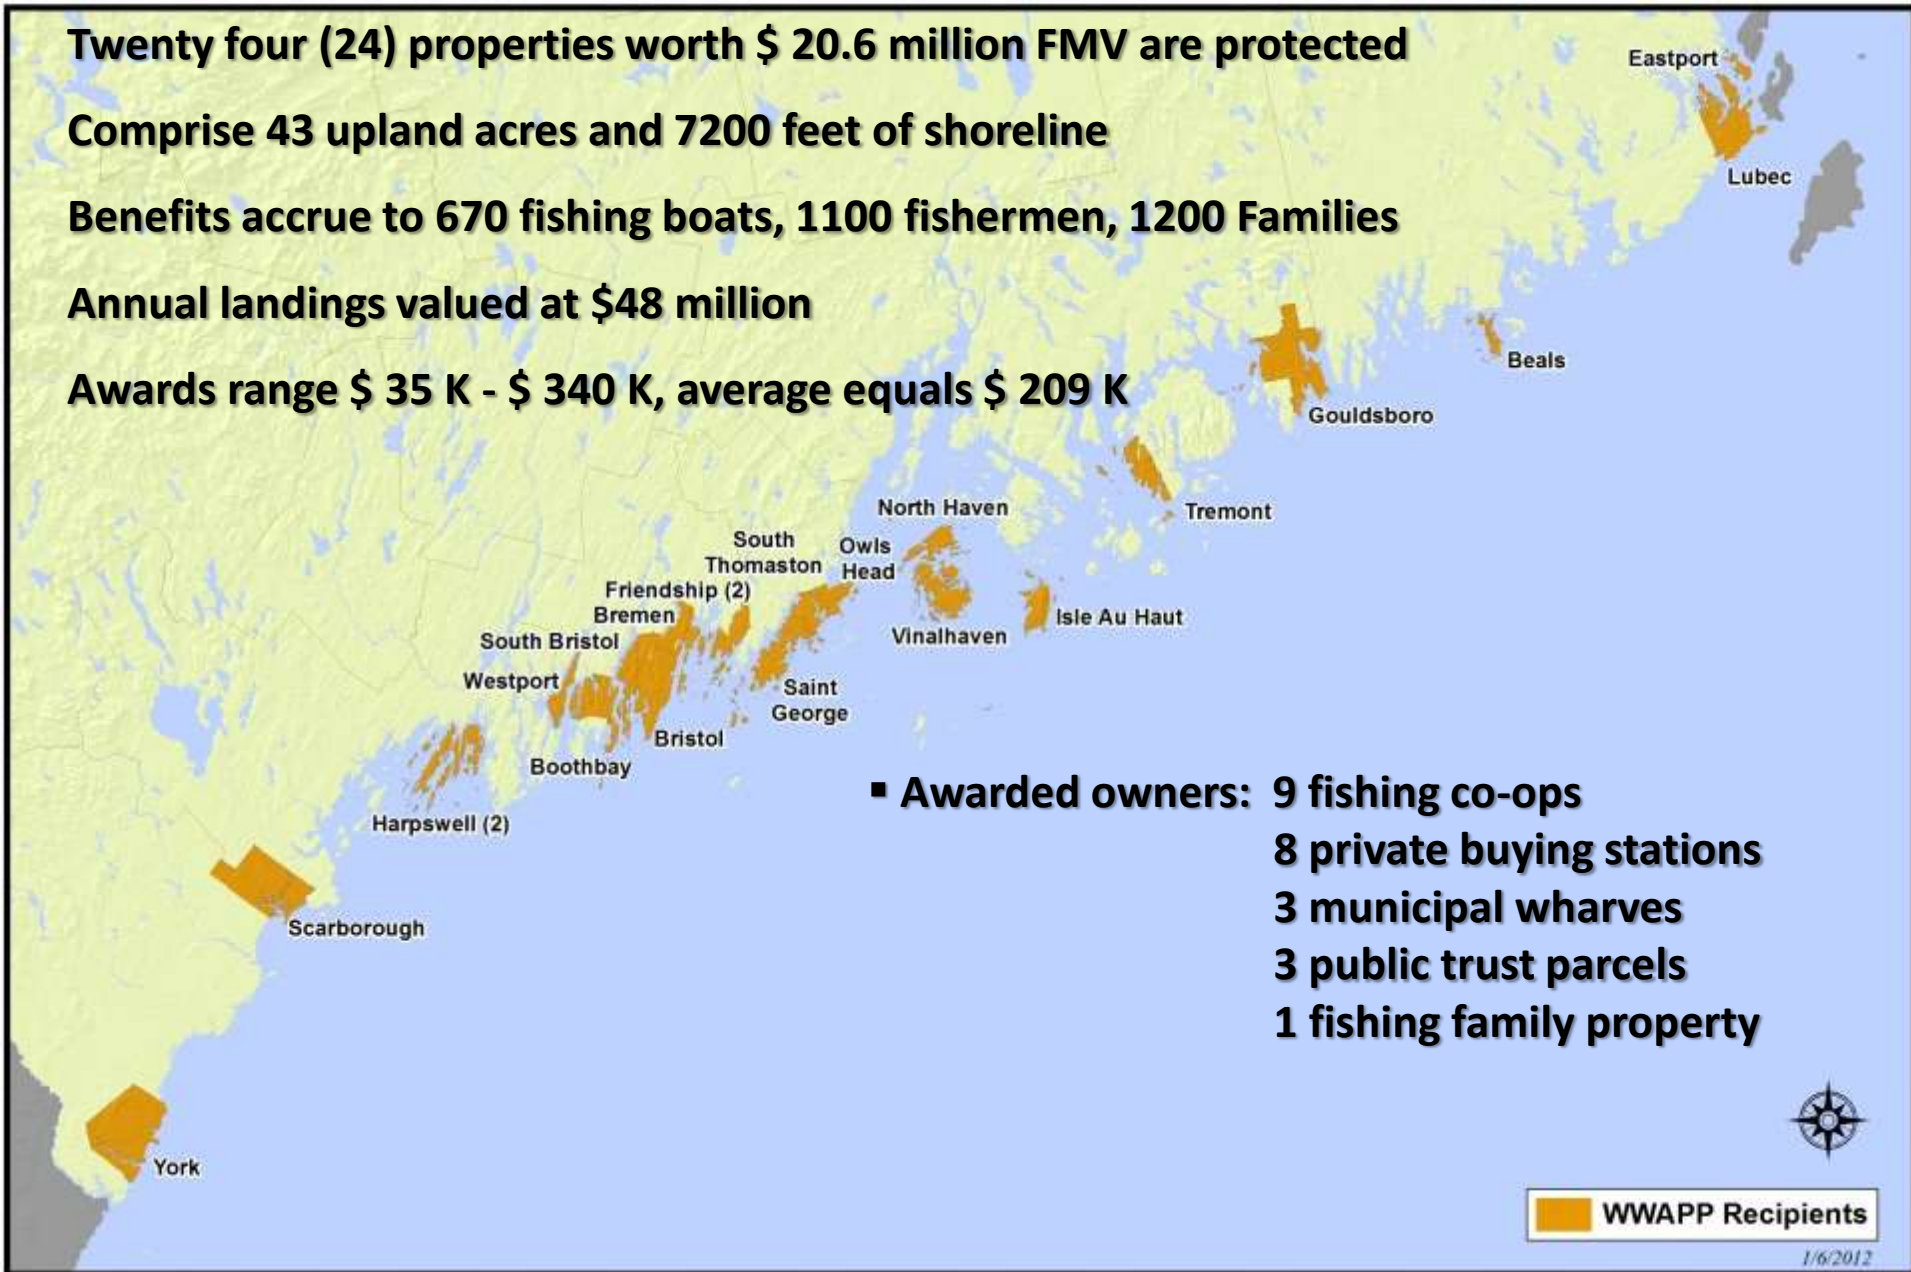 Twenty four (24) properties worth $ 20.6 million FMV are protected
Comprise 43 upland acres and 7200 feet of shoreline
Benefits accrue to 670 fishing boats, 1100 fishermen, 1200 Families
Annual landings valued at $48 million
Awards range $ 35 K - $ 340 K, average equals $ 209 K
Eastport
Lubec
Beals
Gouldsboro
Tremont
North Haven
Owls
Head
South
Thomaston
Friendship (2)
Bremen
South Bristol
Westport
Isle Au Haut
Vinalhaven
Saint
George
Bristol
Boothbay
Harpswell (2)
Scarborough
York
▪ Awarded owners: 9 fishing co-ops
8 private buying stations
3 municipal wharves
3 public trust parcels
1 fishing family property
WWAPP Recipients
1/6/2012